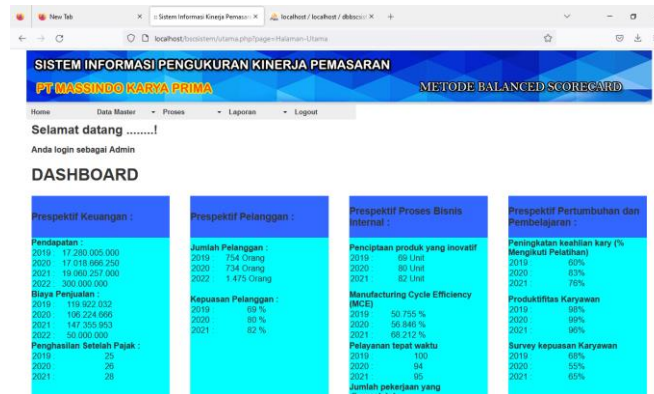 New Tab
:: Sistem Informasi Kinerja Pemasar
localhost / localhost / dbbscsist
localhost/bscsistem/utama.php?page=Halaman-Utama
SISTEM INFORMASI PENGUKURAN KINERJA PEMASARAN
PT MASSINDO KARYA PRIMA
METODE BALANCED SCORECARD
Home Data Master Proses Laporan Logout
Selamat datang ........!
Anda login sebagai Admin
DASHBOARD
Prespektif Keuangan :
Pendapatan :
2019 : 17.280.005.000
2020 : 17.018.666.250
2021 : 19.060.257.000
2022 : 300.000.000
Biaya Penjualan :
2019 : 119.922.032
2020 : 106.224.666
2021 : 147.355.953
2022 : 50.000.000
Penghasilan Setelah Pajak :
2019 : 25
2020 : 26
2021 : 28
Prespektif Pelanggan :
Jumlah Pelanggan :
2019 : 754 Orang
2020 : 734 Orang
2022 : 1.475 Orang
Kepuasan Pelanggan :
2019 : 69 %
2020 : 80 %
2021 : 82 %
Prespektif Proses Bisnis
Internal :
Penciptaan produk yang inovatif
2019 : 69 Unit
2020 : 80 Unit
2021 : 82 Unit
Manufacturing Cycle Efficiency
(MCE)
2019 : 50.755 %
2020 : 56.846 %
2021 : 66.212 %
Pelayanan tepat waktu
2019 : 100
2020 : 94
2021 : 95
Jumlah pekerjaan yang
Prespektif Pertumbuhan dan
Pembelajaran :
Peningkatan keahlian kary (%
Mengikuti Pelatihan)
2019 : 60%
2020 : 83%
2021 : 76%
Produktifitas Karyawan
2019 : 98%
2020 : 99%
2021 : 96%
Survey kepuasan Karyawan
2019 : 68%
2020 : 55%
2021 : 65%